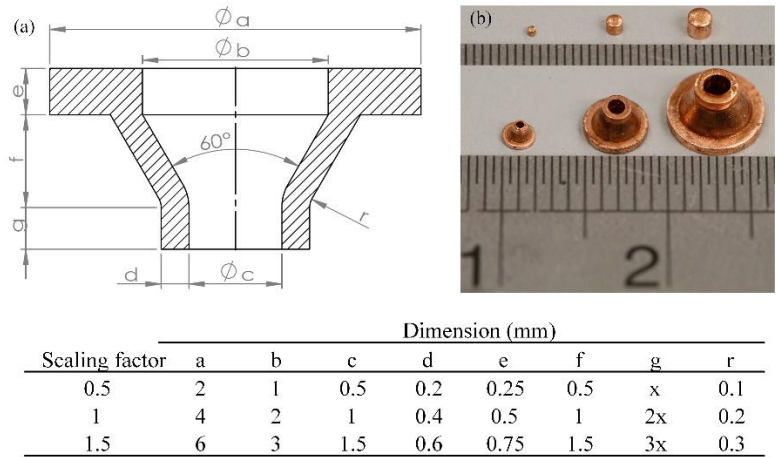 (a)
Øa
Øb
e
f
g
60°
r
d
Øc
(b)
1
2
Dimension (mm)
Scaling factor a b c d e f g r
0.5 2 1 0.5 0.2 0.25 0.5 x 0.1
1 4 2 1 0.4 0.5 1 2x 0.2
1.5 6 3 1.5 0.6 0.75 1.5 3x 0.3